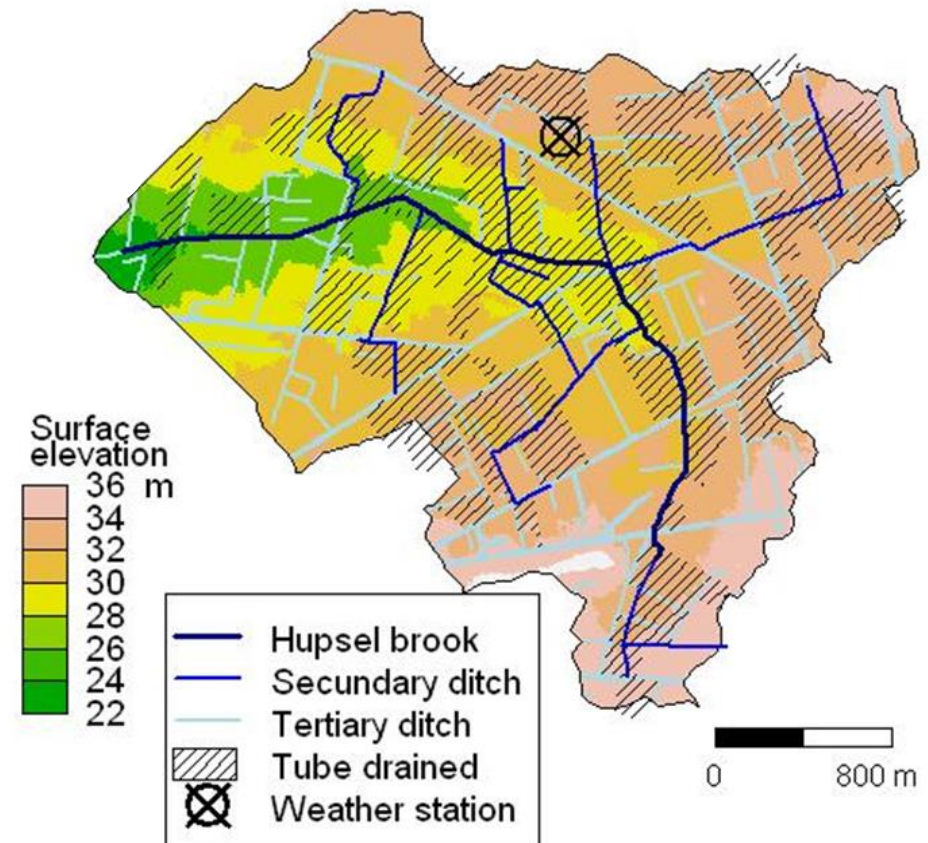 Surface
elevation
36 m
34
32
30
28
26
24
22
Hupsel brook
Secundary ditch
Tertiary ditch
Tube drained
Weather station
0 800 m